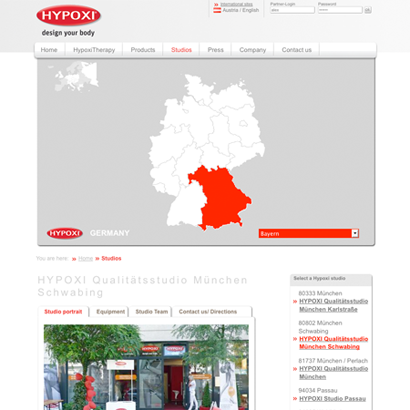 HYPOXI
design your body
International sites
Austria / English
Partner-Login
Password
Home
HypoxiTherapy
Products
Studios
Press
Company
Contact us
HYPOXI
GERMANY
Bayern
You are here: Home Studios
HYPOXI Qualitätsstudio München
Schwabing
Studio portrait
Equipment
Studio Team
Contact us/ Directions
Select a Hypoxi studio
80333 München
HYPOXI Qualitätsstudio
München Karlstraße
80802 München
Schwabing
HYPOXI Qualitätsstudio
München Schwabing
81737 München / Perlach
HYPOXI Qualitätsstudio
München
94034 Passau
HYPOXI Studio Passau